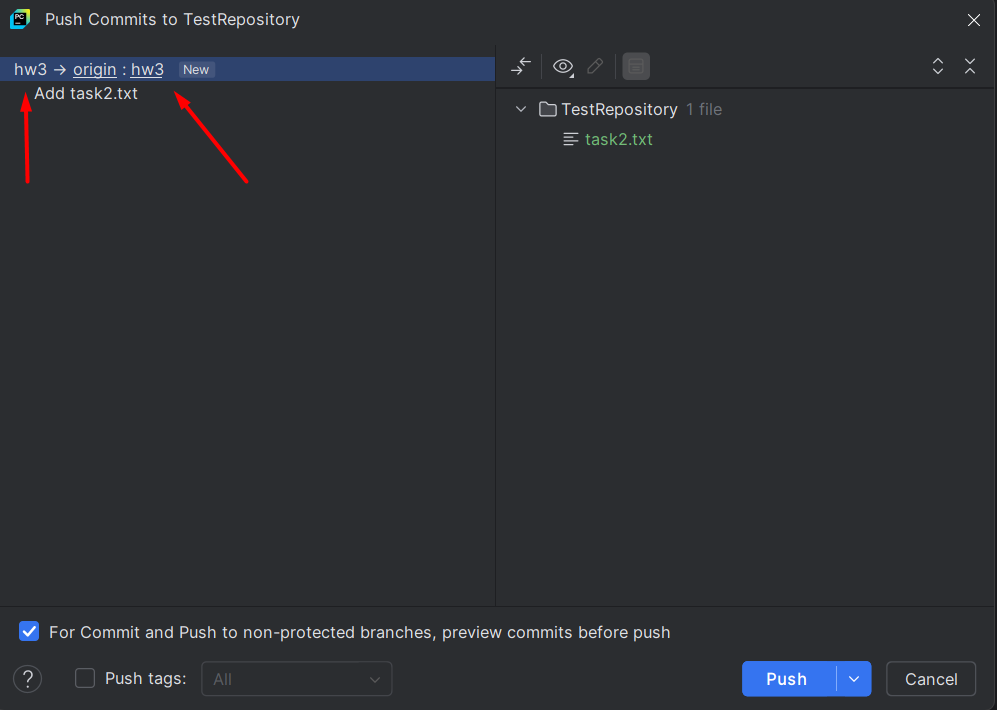 PC
Push Commits to TestRepository
hw3 → origin : hw3 New
Add task2.txt
TestRepository 1 file
task2.txt
For Commit and Push to non-protected branches, preview commits before push
? Push tags: All
Push
Cancel